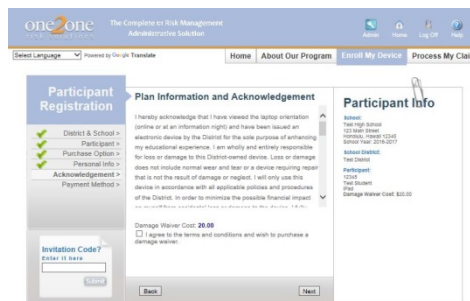 one2one
RISK SOLUTIONS
The Complete 1:1 Risk Management
Administrative Solution
Admin
Home
Log Off
Help
Select Language
Powered by Google Translate
Home
About Our Program
Enroll My Device
Process My Clai
Participant
Registration
District & School >
Participant >
Purchase Option >
Personal Info >
Acknowledgement >
Payment Method >
Invitation Code?
Enter it here
Submit
Plan Information and Acknowledgement
I hereby acknowledge that I have viewed the laptop orientation
(online or at an information night) and have been issued an
electronic device by the District for the sole purpose of enhancing
my educational experience. I am wholly and entirely responsible
for loss or damage to this District-owned device. Loss or damage
does not include normal wear and tear or a device requiring repair
that is not the result of damage or neglect. I will only use this
device in accordance with all applicable policies and procedures
of the District. In order to minimize the possible financial impact
Damage Waiver Cost: 20.00
I agree to the terms and conditions and wish to purchase a
damage waiver.
Back
Next
Participant Info
School:
Test High School
123 Main Street
Honolulu, Hawaii 12345
School Year: 2016-2017
School District:
Test District
Participant:
12345
Test Student
iPad
Damage Waiver Cost: $20.00